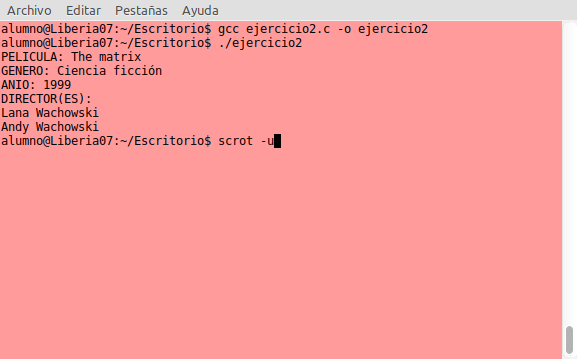 Archivo Editar Pestañas Ayuda
alumno@Liberia07:~/Escritorio$ gcc ejercicio2.c -o ejercicio2
alumno@Liberia07:~/Escritorio$ ./ejercicio2
PELICULA: The matrix
GENERO: Ciencia ficción
ANIO: 1999
DIRECTOR(ES):
Lana Wachowski
Andy Wachowski
alumno@Liberia07:~/Escritorio$ scrot -u